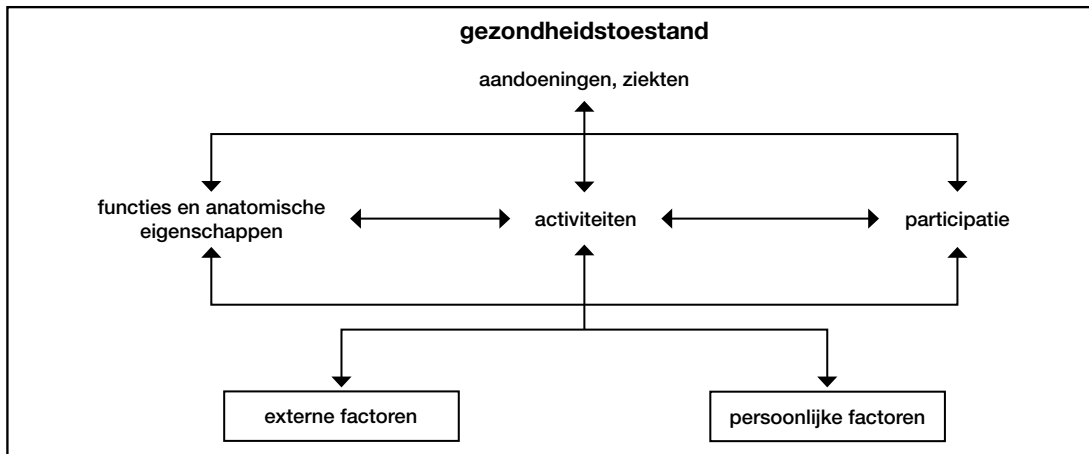 gezondheidstoestand
aandoeningen, ziekten
functies en anatomische
eigenschappen
activiteiten
participatie
externe factoren
persoonlijke factoren